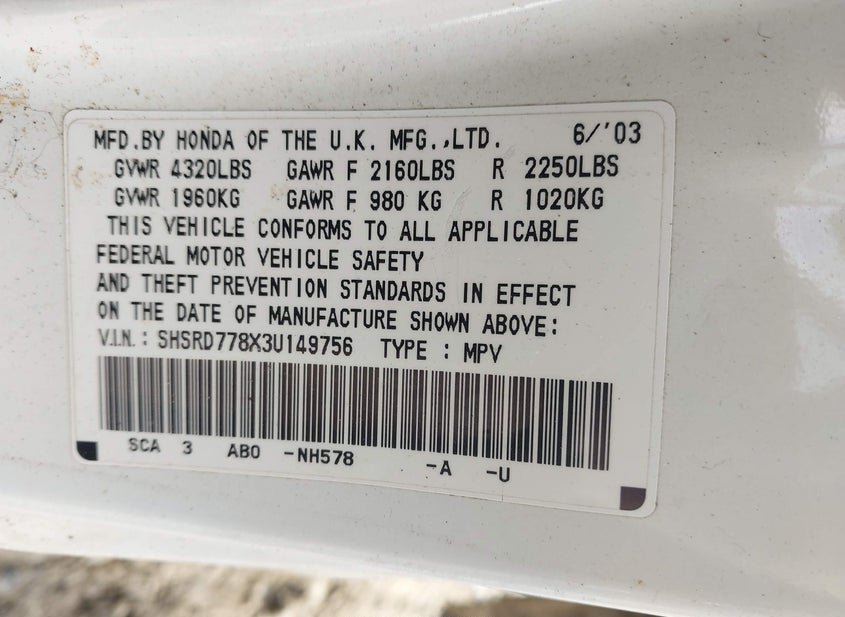 MFD.BY HONDA OF THE U.K. MFG.,LTD. 6/'03
GVWR 4320LBS GAWR F 2160LBS R 2250LBS
GVWR 1960KG GAWR F 980 KG R 1020KG
THIS VEHICLE CONFORMS TO ALL APPLICABLE
FEDERAL MOTOR VEHICLE SAFETY
AND THEFT PREVENTION STANDARDS IN EFFECT
ON THE DATE OF MANUFACTURE SHOWN ABOVE:
V.I.N.: SHSRD778X3U149756 TYPE : MPV
SCA 3 ABO -NH578 -A -U